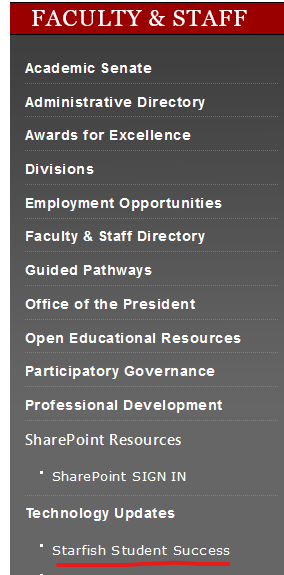 FACULTY & STAFF
Academic Senate
Administrative Directory
Awards for Excellence
Divisions
Employment Opportunities
Faculty & Staff Directory
Guided Pathways
Office of the President
Open Educational Resources
Participatory Governance
Professional Development
SharePoint Resources
SharePoint SIGN IN
Technology Updates
Starfish Student Success